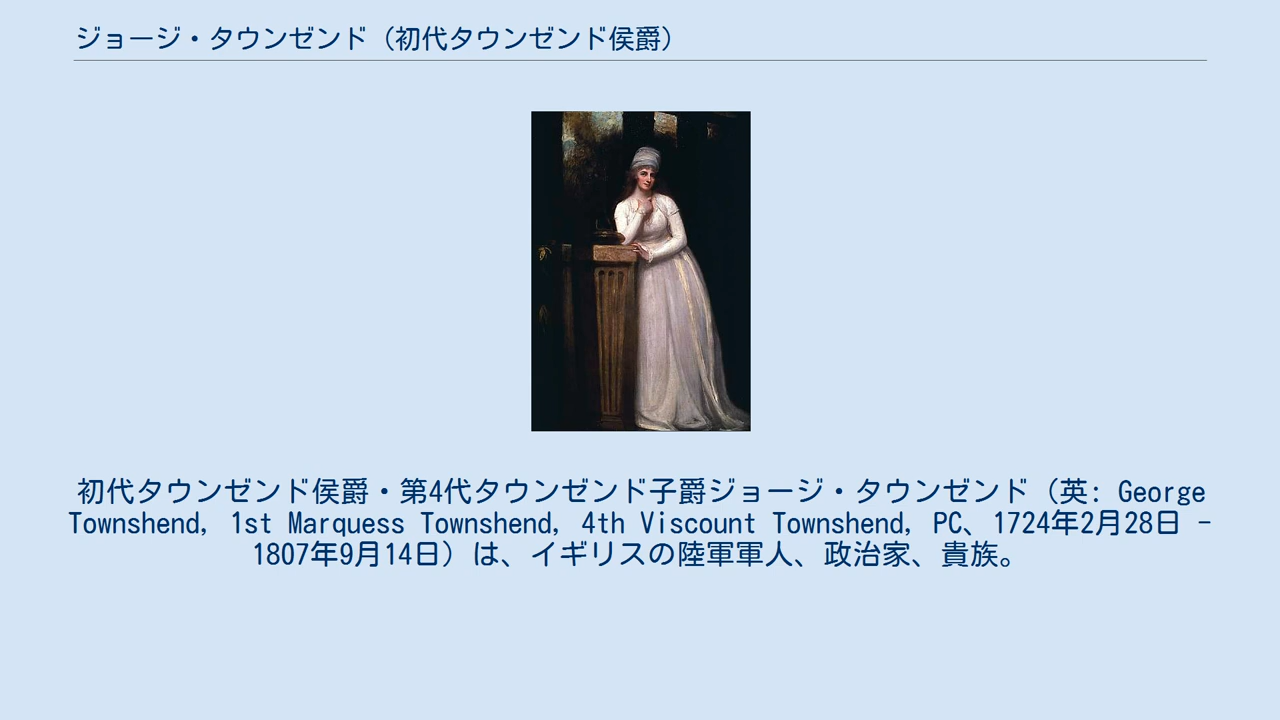 ジョージ・タウンゼンド（初代タウンゼンド侯爵）
初代タウンゼンド侯爵・第4代タウンゼンド子爵ジョージ・タウンゼンド（英: George
Townshend, 1st Marquess Townshend, 4th Viscount Townshend, PC、1724年2月28日 -
1807年9月14日）は、イギリスの陸軍軍人、政治家、貴族。